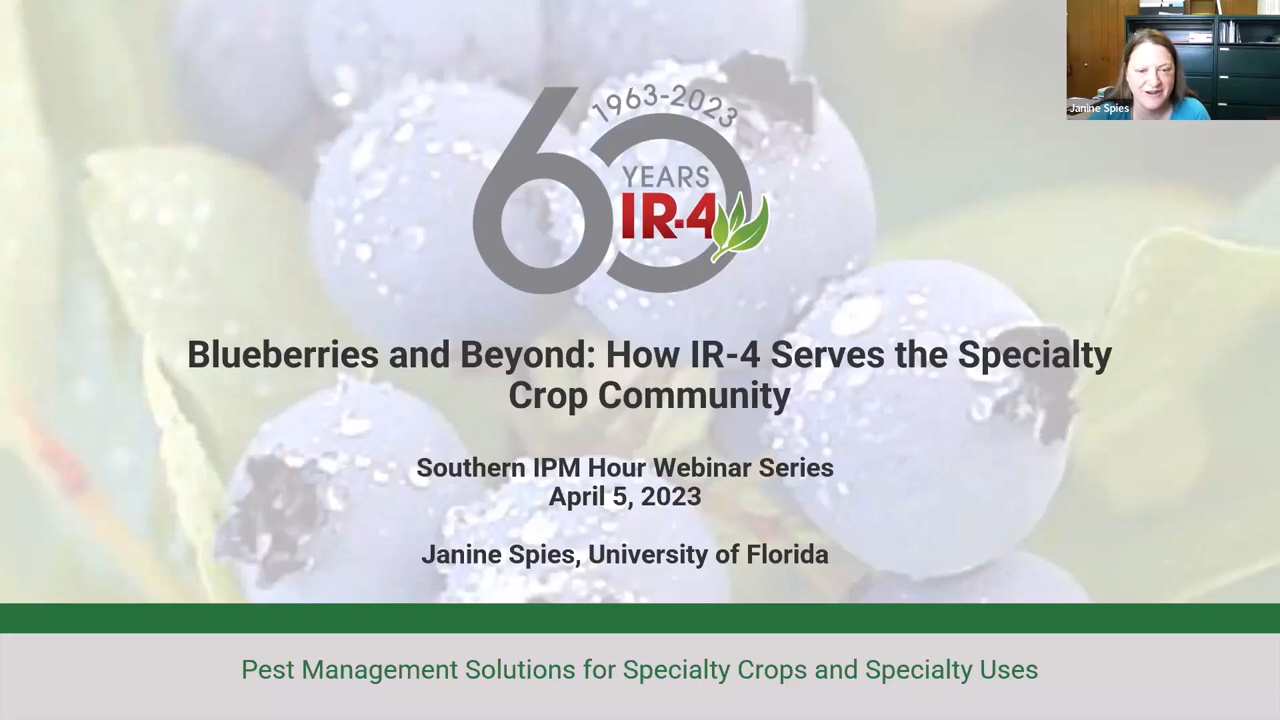 Janine Spies
1963-2023
60
YEARS
IR-4
Blueberries and Beyond: How IR-4 Serves the Specialty
Crop Community
Southern IPM Hour Webinar Series
April 5, 2023
Janine Spies, University of Florida
Pest Management Solutions for Specialty Crops and Specialty Uses